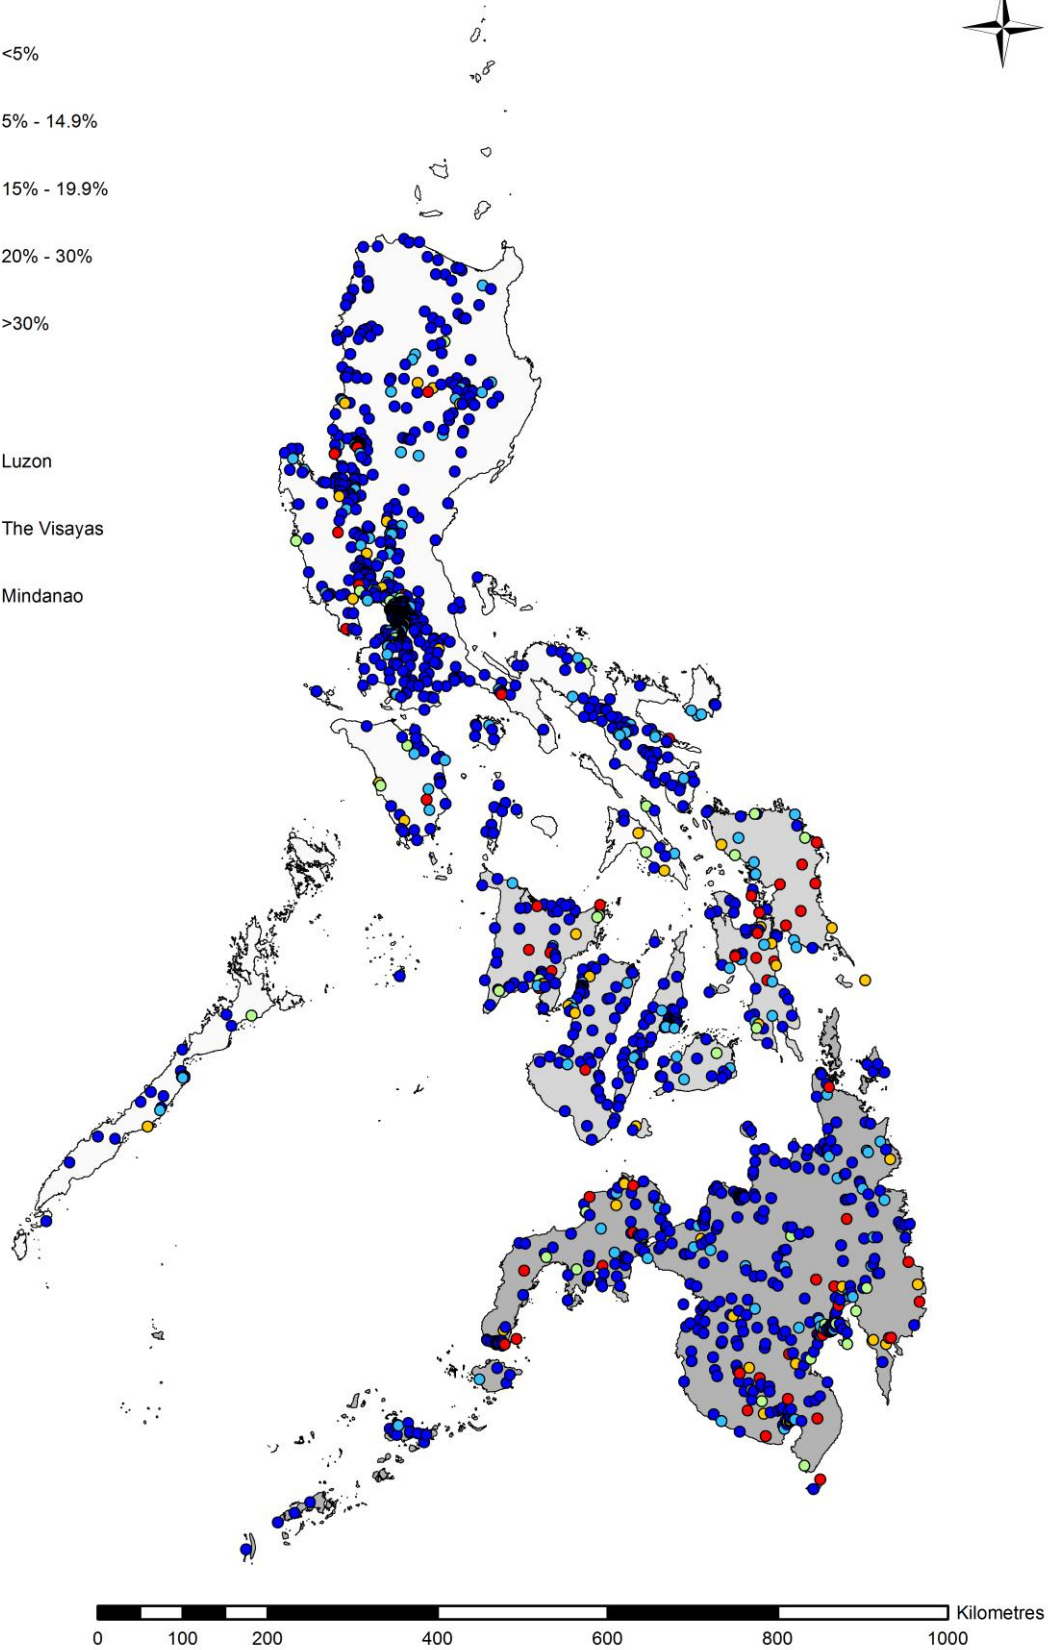 <5%
5% - 14.9%
15% - 19.9%
20% - 30%
>30%
Luzon
The Visayas
Mindanao
Kilometres
0 100 200 400 600 800 1000